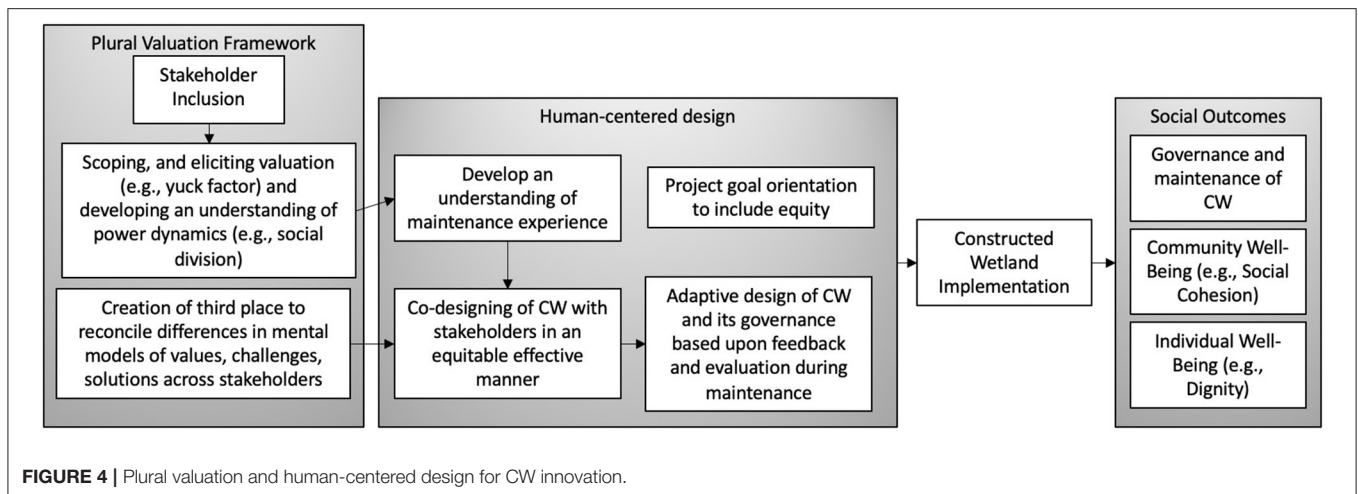 Plural Valuation Framework
Stakeholder
Inclusion
Scoping, and eliciting valuation
(e.g., yuck factor) and
developing an understanding of
power dynamics (e.g., social
division)
Creation of third place to
reconcile differences in mental
models of values, challenges,
solutions across stakeholders
Human-centered design
Develop an
understanding of
maintenance experience
Project goal orientation
to include equity
Co-designing of CW with
stakeholders in an
equitable effective
manner
Adaptive design of CW
and its governance
based upon feedback
and evaluation during
maintenance
Constructed
Wetland
Implementation
Social Outcomes
Governance and
maintenance of
CW
Community Well-
Being (e.g., Social
Cohesion)
Individual Well-
Being (e.g.,
Dignity)
FIGURE 4 | Plural valuation and human-centered design for CW innovation.